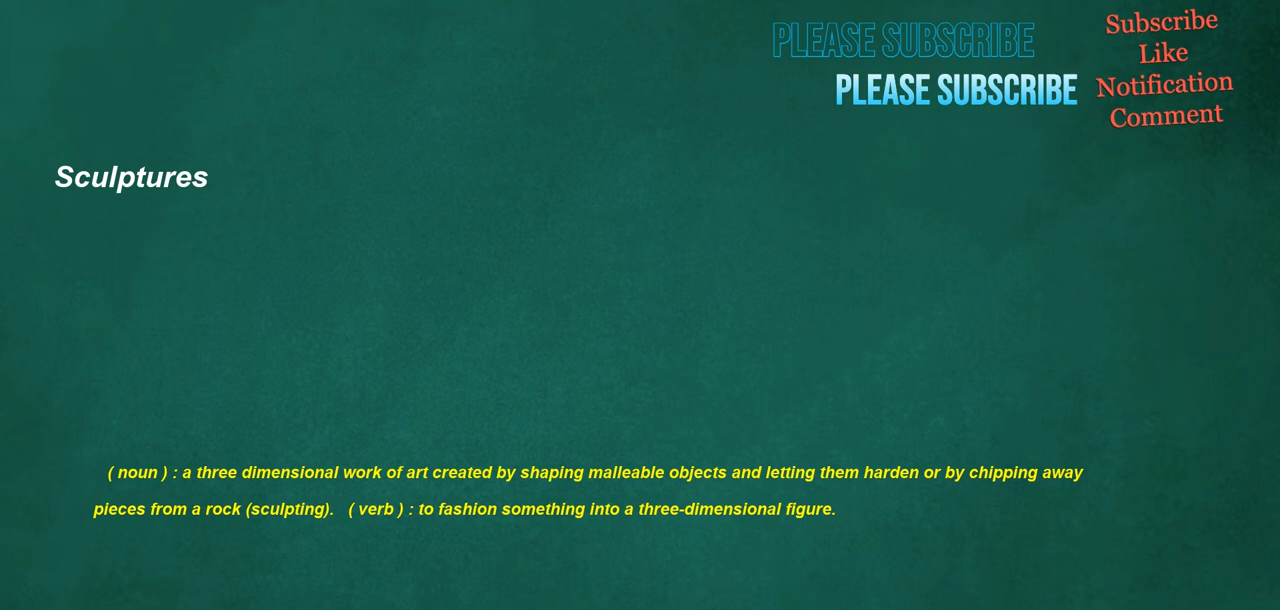 PLEASE SUBSCRIBE
PLEASE SUBSCRIBE
Subscribe
Like
Notification
Comment
Sculptures
( noun ) : a three dimensional work of art created by shaping malleable objects and letting them harden or by chipping away
pieces from a rock (sculpting). ( verb ) : to fashion something into a three-dimensional figure.